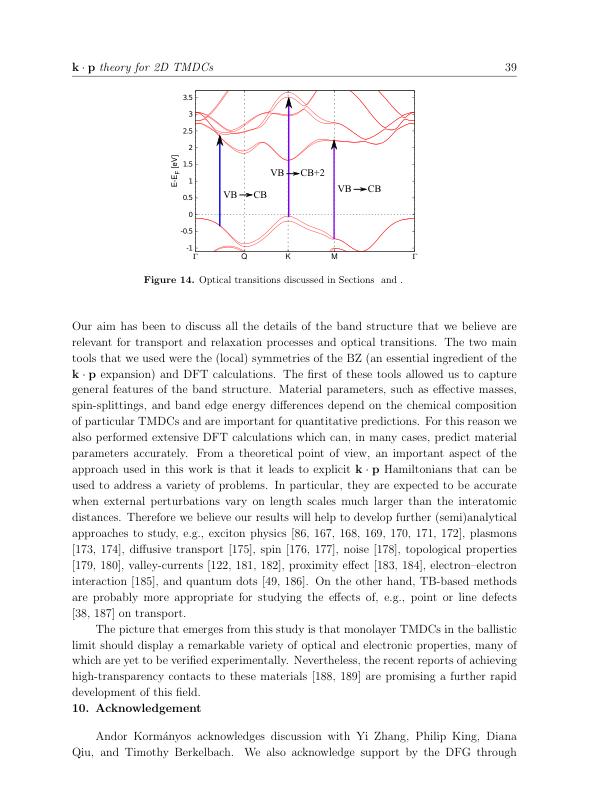 k · p theory for 2D TMDCs 39
3.5
3
2.5
2
1.5
1
0.5
0
-0.5
-1
E-EF [eV]
VB CB
VB CB+2
VB CB
Γ Q K M Γ
Figure 14. Optical transitions discussed in Sections and .
Our aim has been to discuss all the details of the band structure that we believe are
relevant for transport and relaxation processes and optical transitions. The two main
tools that we used were the (local) symmetries of the BZ (an essential ingredient of the
k · p expansion) and DFT calculations. The first of these tools allowed us to capture
general features of the band structure. Material parameters, such as effective masses,
spin-splittings, and band edge energy differences depend on the chemical composition
of particular TMDCs and are important for quantitative predictions. For this reason we
also performed extensive DFT calculations which can, in many cases, predict material
parameters accurately. From a theoretical point of view, an important aspect of the
approach used in this work is that it leads to explicit k · p Hamiltonians that can be
used to address a variety of problems. In particular, they are expected to be accurate
when external perturbations vary on length scales much larger than the interatomic
distances. Therefore we believe our results will help to develop further (semi)analytical
approaches to study, e.g., exciton physics [86, 167, 168, 169, 170, 171, 172], plasmons
[173, 174], diffusive transport [175], spin [176, 177], noise [178], topological properties
[179, 180], valley-currents [122, 181, 182], proximity effect [183, 184], electron–electron
interaction [185], and quantum dots [49, 186]. On the other hand, TB-based methods
are probably more appropriate for studying the effects of, e.g., point or line defects
[38, 187] on transport.
The picture that emerges from this study is that monolayer TMDCs in the ballistic
limit should display a remarkable variety of optical and electronic properties, many of
which are yet to be verified experimentally. Nevertheless, the recent reports of achieving
high-transparency contacts to these materials [188, 189] are promising a further rapid
development of this field.
10. Acknowledgement
Andor Kormányos acknowledges discussion with Yi Zhang, Philip King, Diana
Qiu, and Timothy Berkelbach. We also acknowledge support by the DFG through